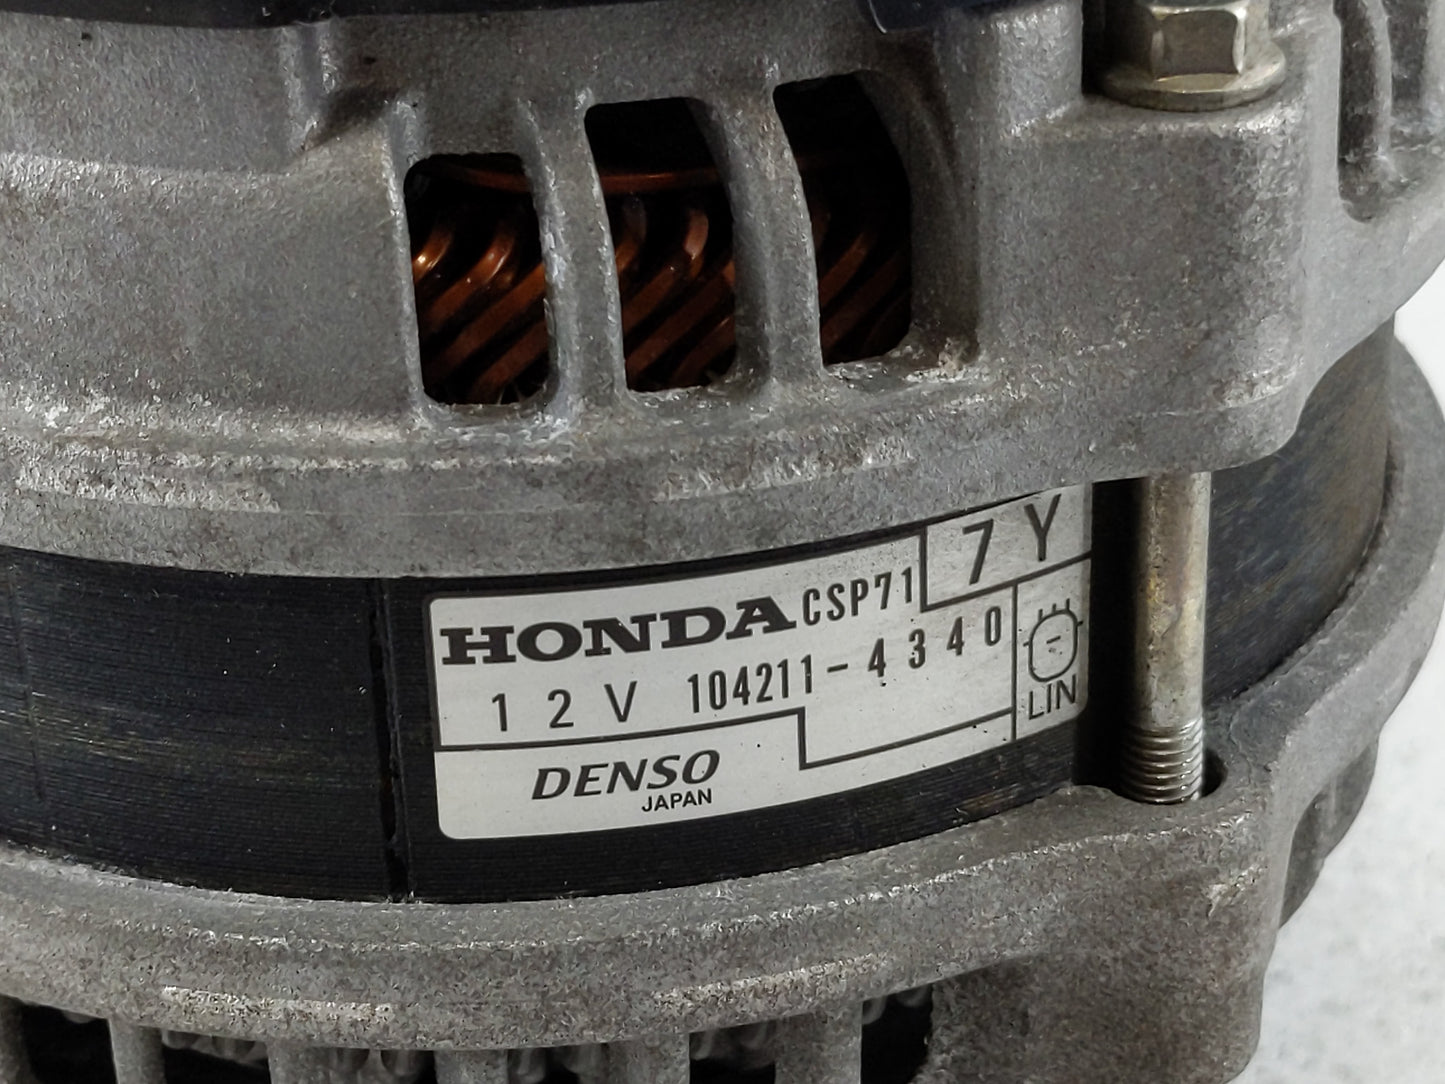 7Y
HONDA CSP71
12V 104211-4340
LIN
DENSO
JAPAN